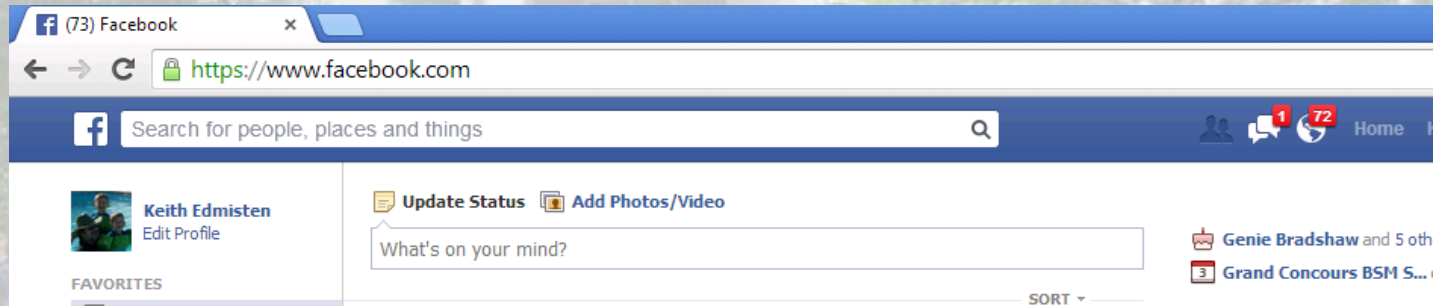 (73) Facebook
https://www.facebook.com
Search for people, places and things
1
72
Home
Keith Edmisten
Edit Profile
Update Status Add Photos/Video
What's on your mind?
Genie Bradshaw and 5 oth
3 Grand Concours BSM S...
FAVORITES
SORT